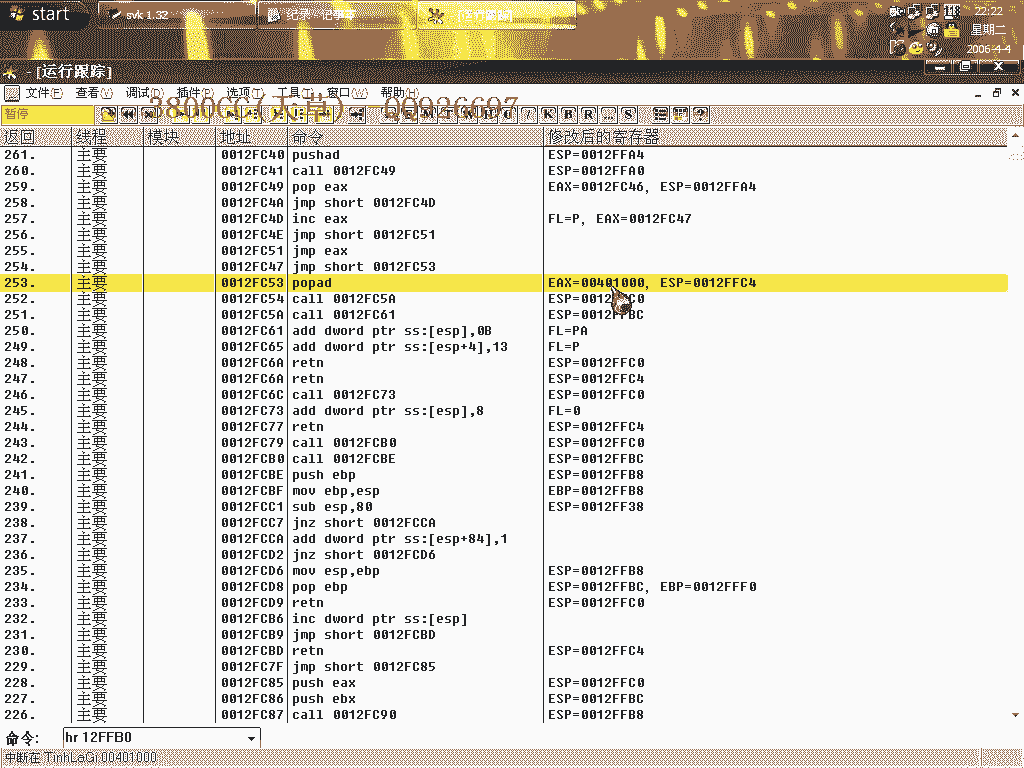 start
svk 1.32
纪录 - 记事本
22:22
星期二
2006-4-4
- [运行跟踪]
文件(F) 查看(V) 调试(D) 插件(P) 选项(T) 工具(T) 窗口(W) 帮助(H)
暂停
3800CC(天草) QQ926697
返回 线程 模块 地址 命令 修改后的寄存器
261. 主要 0012FC40 pushad ESP=0012FFA4
260. 主要 0012FC41 call 0012FC49 ESP=0012FFA0
259. 主要 0012FC49 pop eax EAX=0012FC46, ESP=0012FFA4
258. 主要 0012FC4A jmp short 0012FC4D
257. 主要 0012FC4D inc eax FL=P, EAX=0012FC47
256. 主要 0012FC4E jmp short 0012FC51
255. 主要 0012FC51 jmp eax
254. 主要 0012FC47 jmp short 0012FC53
253. 主要 0012FC53 popad EAX=00401000, ESP=0012FFC4
252. 主要 0012FC54 call 0012FC5A ESP=0012FFC0
251. 主要 0012FC5A call 0012FC61 ESP=0012FFBC
250. 主要 0012FC61 add dword ptr ss:[esp],0B FL=PA
249. 主要 0012FC65 add dword ptr ss:[esp+4],13 FL=P
248. 主要 0012FC6A retn ESP=0012FFC0
247. 主要 0012FC6A retn ESP=0012FFC4
246. 主要 0012FC6C call 0012FC73 ESP=0012FFC0
245. 主要 0012FC73 add dword ptr ss:[esp],8 FL=0
244. 主要 0012FC77 retn ESP=0012FFC4
243. 主要 0012FC79 call 0012FCB0 ESP=0012FFC0
242. 主要 0012FCB0 call 0012FCBE ESP=0012FFBC
241. 主要 0012FCBE push ebp ESP=0012FFB8
240. 主要 0012FCBF mov ebp,esp EBP=0012FFB8
239. 主要 0012FCC1 sub esp,80 ESP=0012FF38
238. 主要 0012FCC7 jnz short 0012FCCA
237. 主要 0012FCCA add dword ptr ss:[esp+84],1
236. 主要 0012FCD2 jnz short 0012FCD6
235. 主要 0012FCD6 mov esp,ebp ESP=0012FFB8
234. 主要 0012FCD8 pop ebp ESP=0012FFBC, EBP=0012FFF0
233. 主要 0012FCD9 retn ESP=0012FFC0
232. 主要 0012FCB6 inc dword ptr ss:[esp]
231. 主要 0012FCB9 jmp short 0012FCBD
230. 主要 0012FCBD retn ESP=0012FFC4
229. 主要 0012FC7F jmp short 0012FC85
228. 主要 0012FC85 push eax ESP=0012FFC0
227. 主要 0012FC86 push ebx ESP=0012FFBC
226. 主要 0012FC87 call 0012FC90 ESP=0012FFB8
命令: hr 12FFB0
中断在 TinhLaGi.00401000